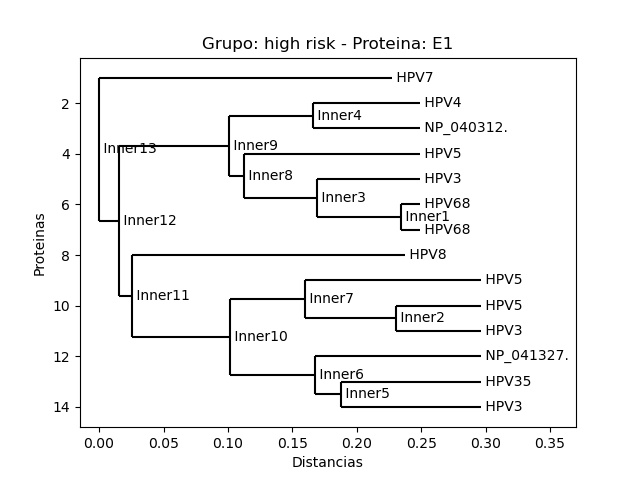 Grupo: high risk - Proteina: E1
HPV7
2
HPV4
Inner4
NP_040312.
Inner13
Inner9
4
HPV5
Inner8
HPV3
Inner3
6
HPV68
Inner1
Inner12
HPV68
Proteinas
8
HPV8
HPV5
Inner11
Inner7
10
HPV5
Inner2
HPV3
Inner10
12
NP_041327.
Inner6
HPV35
Inner5
14
HPV3
0.00 0.05 0.10 0.15 0.20 0.25 0.30 0.35
Distancias